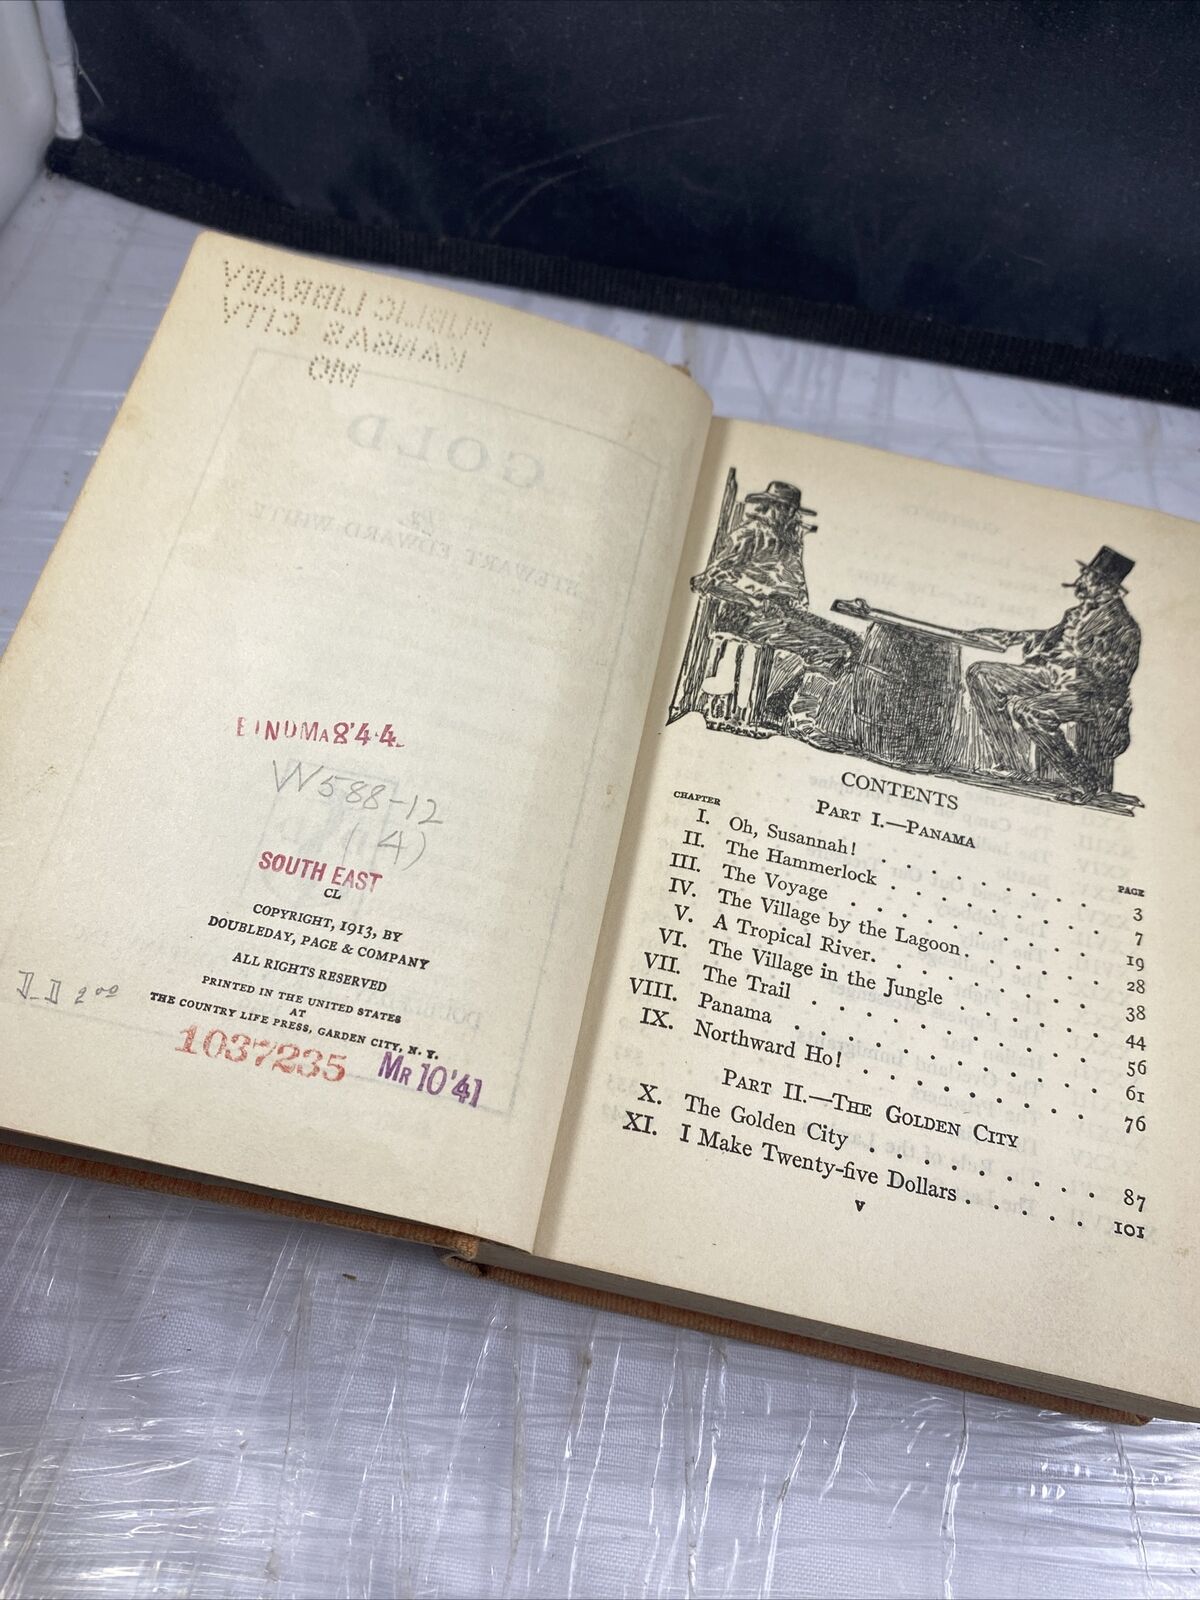 PUBLIC LIBRARY
KANSAS CITY
MO
GOLD
STEWART EDWARD WHITE
8'44
W588-12
(4)
SOUTH EAST
CL
COPYRIGHT, 1913, BY
DOUBLEDAY, PAGE & COMPANY
ALL RIGHTS RESERVED
PRINTED IN THE UNITED STATES
AT
THE COUNTRY LIFE PRESS, GARDEN CITY, N. Y.
1037235 MR 10 '41
CONTENTS
PART I.—PANAMA
CHAPTER PAGE
I. Oh, Susannah! . . . . . . . 3
II. The Hammerlock . . . . . . . 7
III. The Voyage . . . . . . . . 19
IV. The Village by the Lagoon . . . . . 28
V. A Tropical River . . . . . . . 38
VI. The Village in the Jungle . . . . . 44
VII. The Trail . . . . . . . . 56
VIII. Panama . . . . . . . . . 61
IX. Northward Ho! . . . . . . . 76
PART II.—THE GOLDEN CITY
X. The Golden City . . . . . . . 87
XI. I Make Twenty-five Dollars . . . . . 101
v